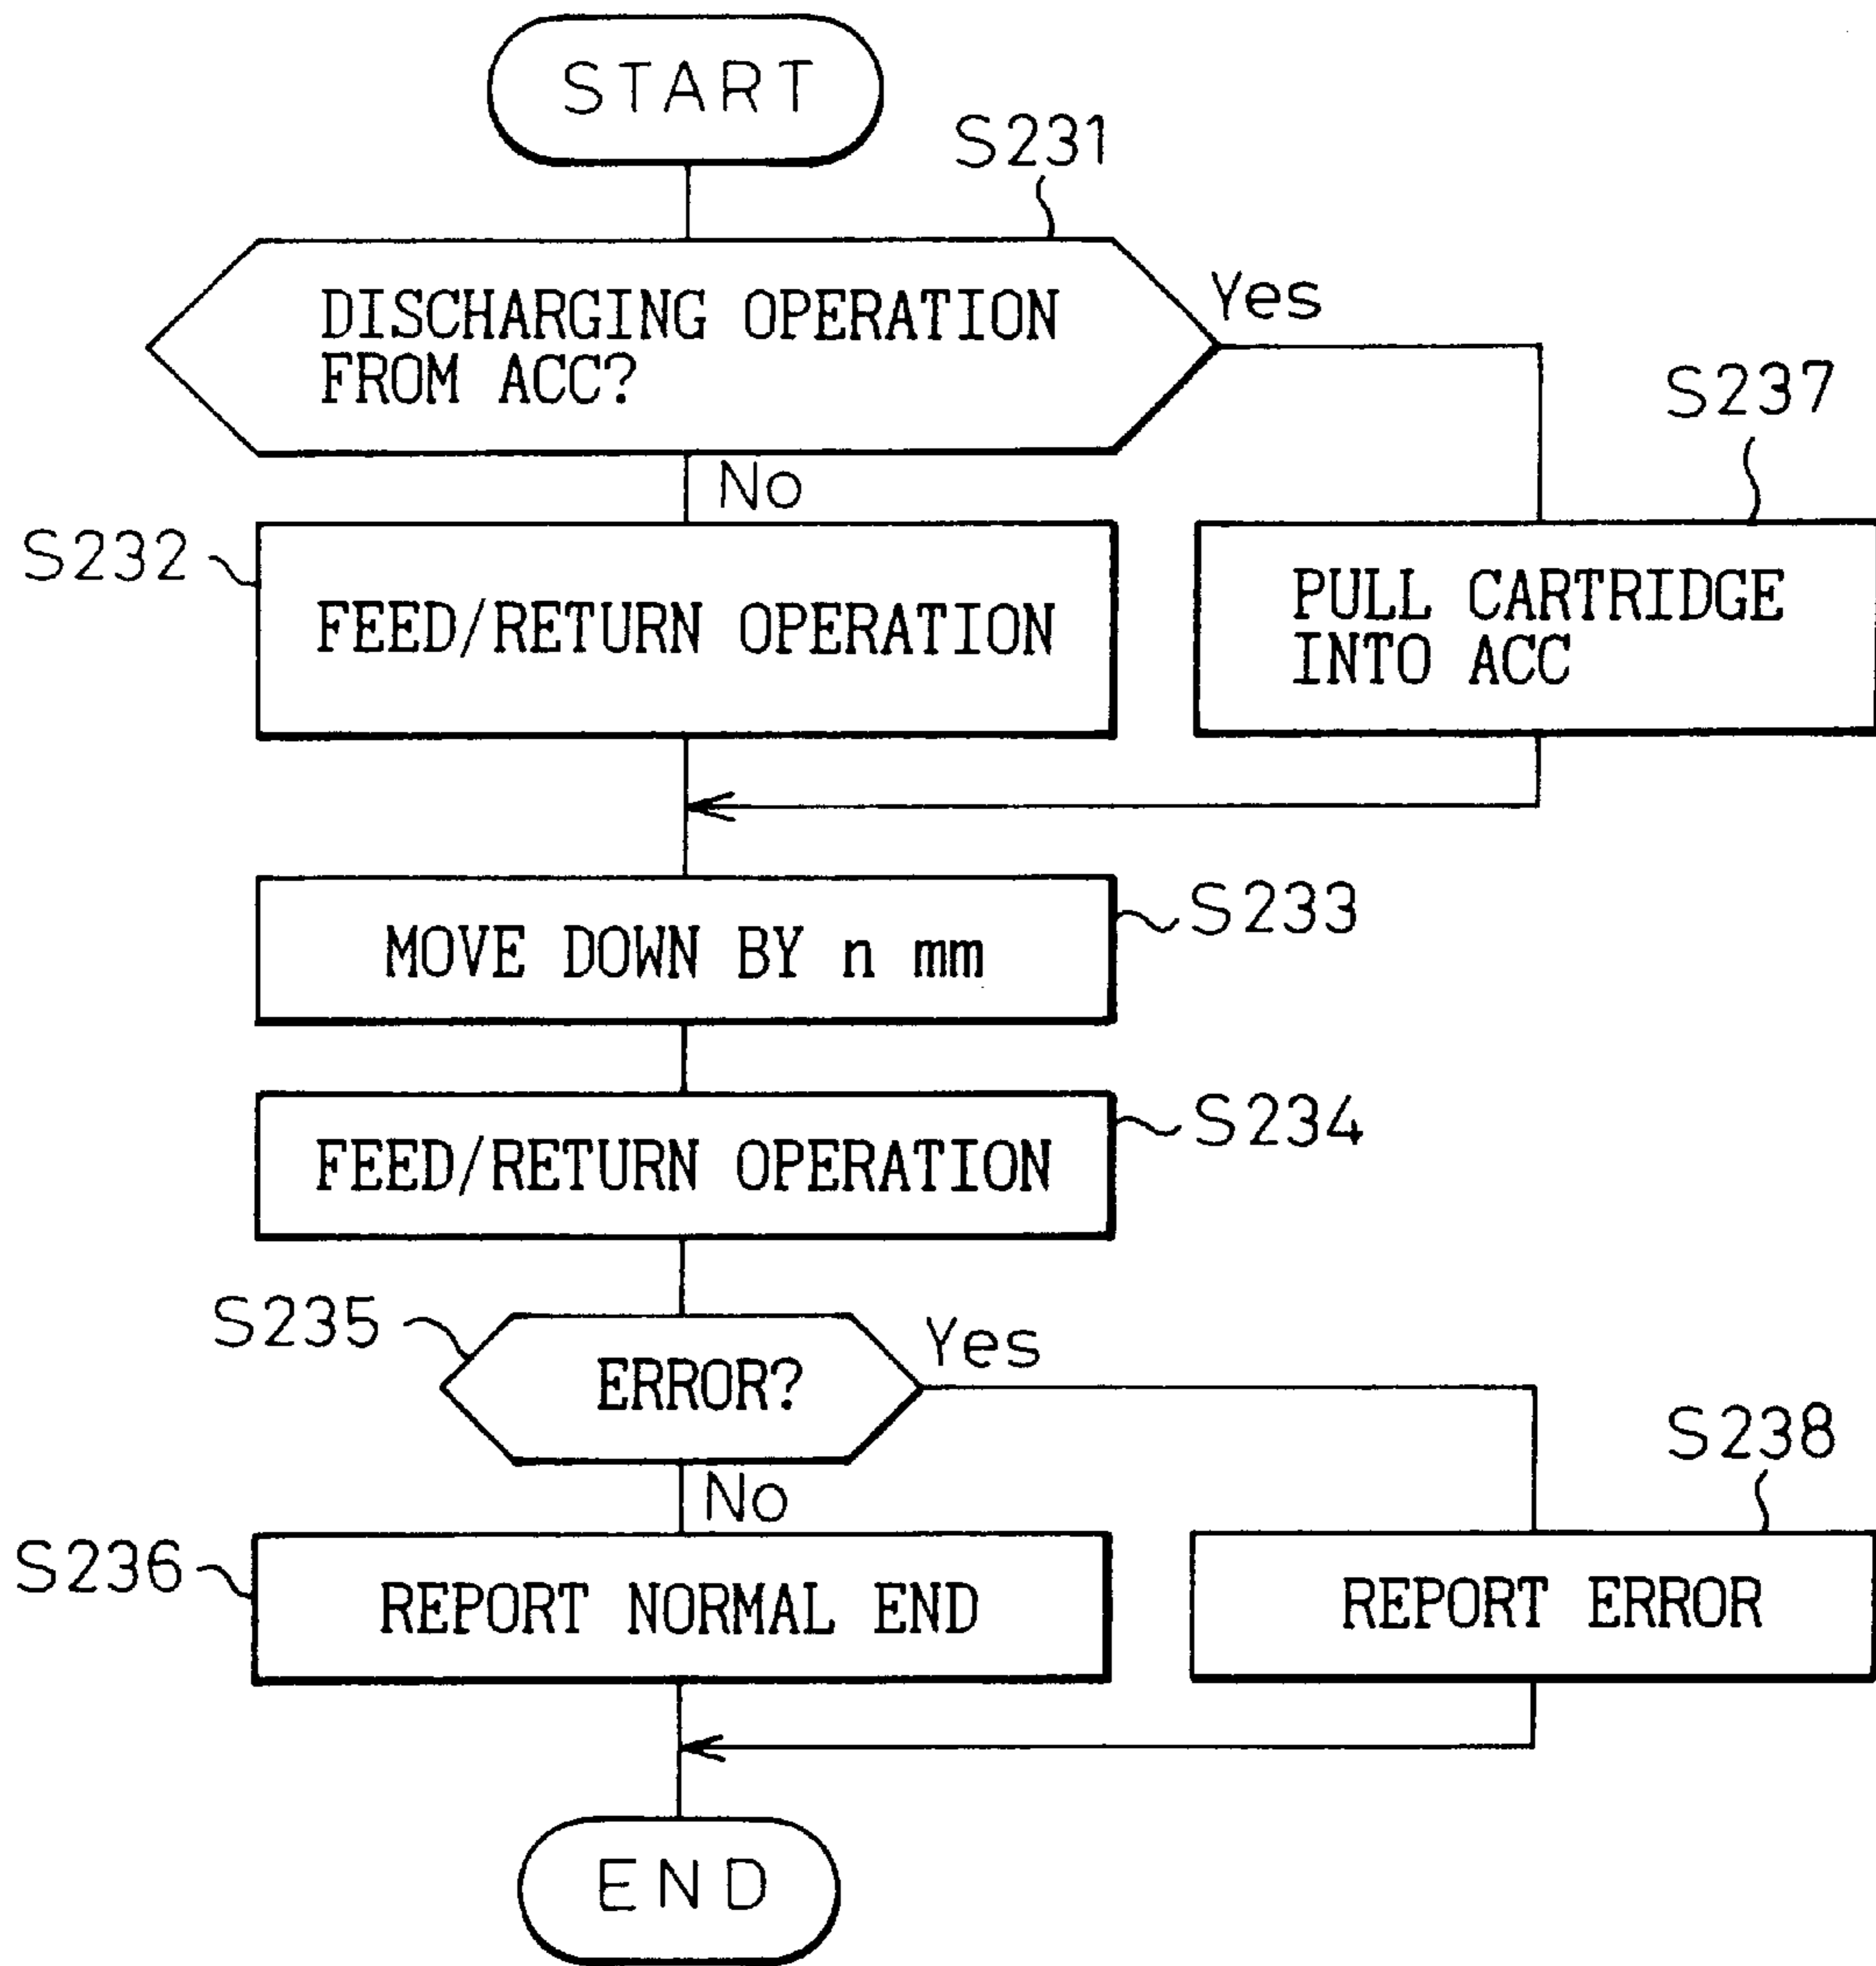 START
S231
DISCHARGING OPERATION
FROM ACC?
Yes
No
S237
S232
FEED/RETURN OPERATION
PULL CARTRIDGE
INTO ACC
S233
MOVE DOWN BY n mm
S234
FEED/RETURN OPERATION
S235
ERROR?
Yes
No
S238
S236
REPORT NORMAL END
REPORT ERROR
END